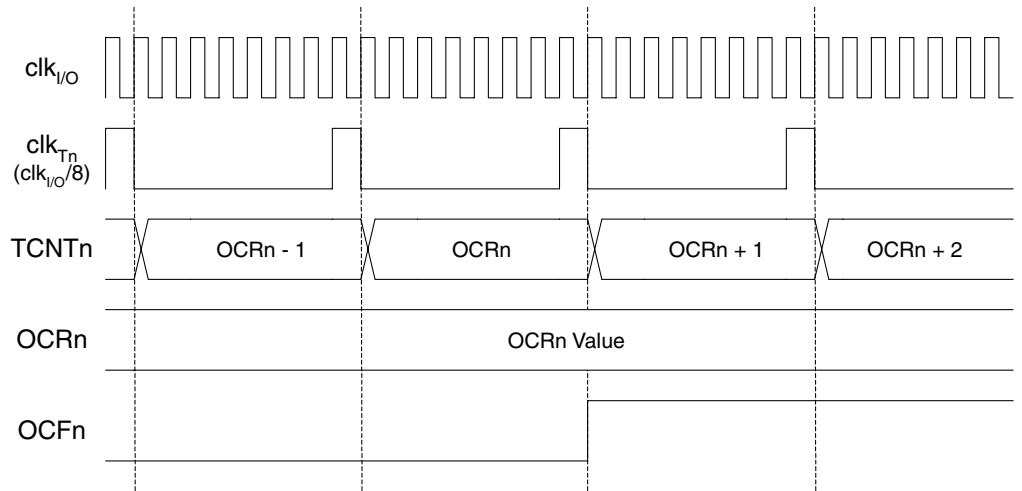 clkI/O
clkTn
(clkI/O/8)
TCNTn
OCRn - 1
OCRn
OCRn + 1
OCRn + 2
OCRn
OCRn Value
OCFn